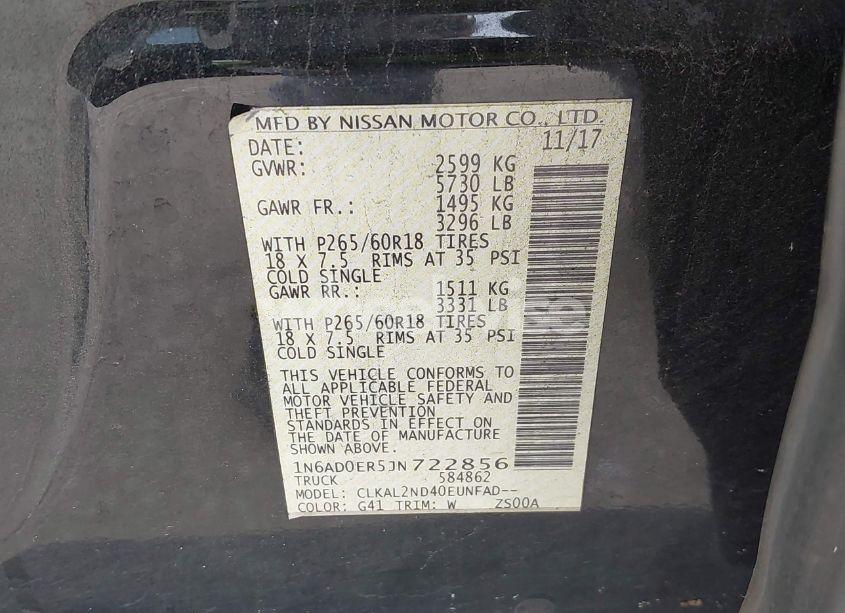 MFD BY NISSAN MOTOR CO., LTD.
DATE: 11/17
GVWR: 2599 KG
5730 LB
GAWR FR.: 1495 KG
3296 LB
WITH P265/60R18 TIRES
18 X 7.5 RIMS AT 35 PSI
COLD SINGLE
GAWR RR.: 1511 KG
3331 LB
WITH P265/60R18 TIRES
18 X 7.5 RIMS AT 35 PSI
COLD SINGLE
THIS VEHICLE CONFORMS TO
ALL APPLICABLE FEDERAL
MOTOR VEHICLE SAFETY AND
THEFT PREVENTION
STANDARDS IN EFFECT ON
THE DATE OF MANUFACTURE
SHOWN ABOVE.
1N6AD0ER5JN722856
TRUCK 584862
MODEL: CLKAL2ND40EUNFAD--
COLOR: G41 TRIM: W ZS00A